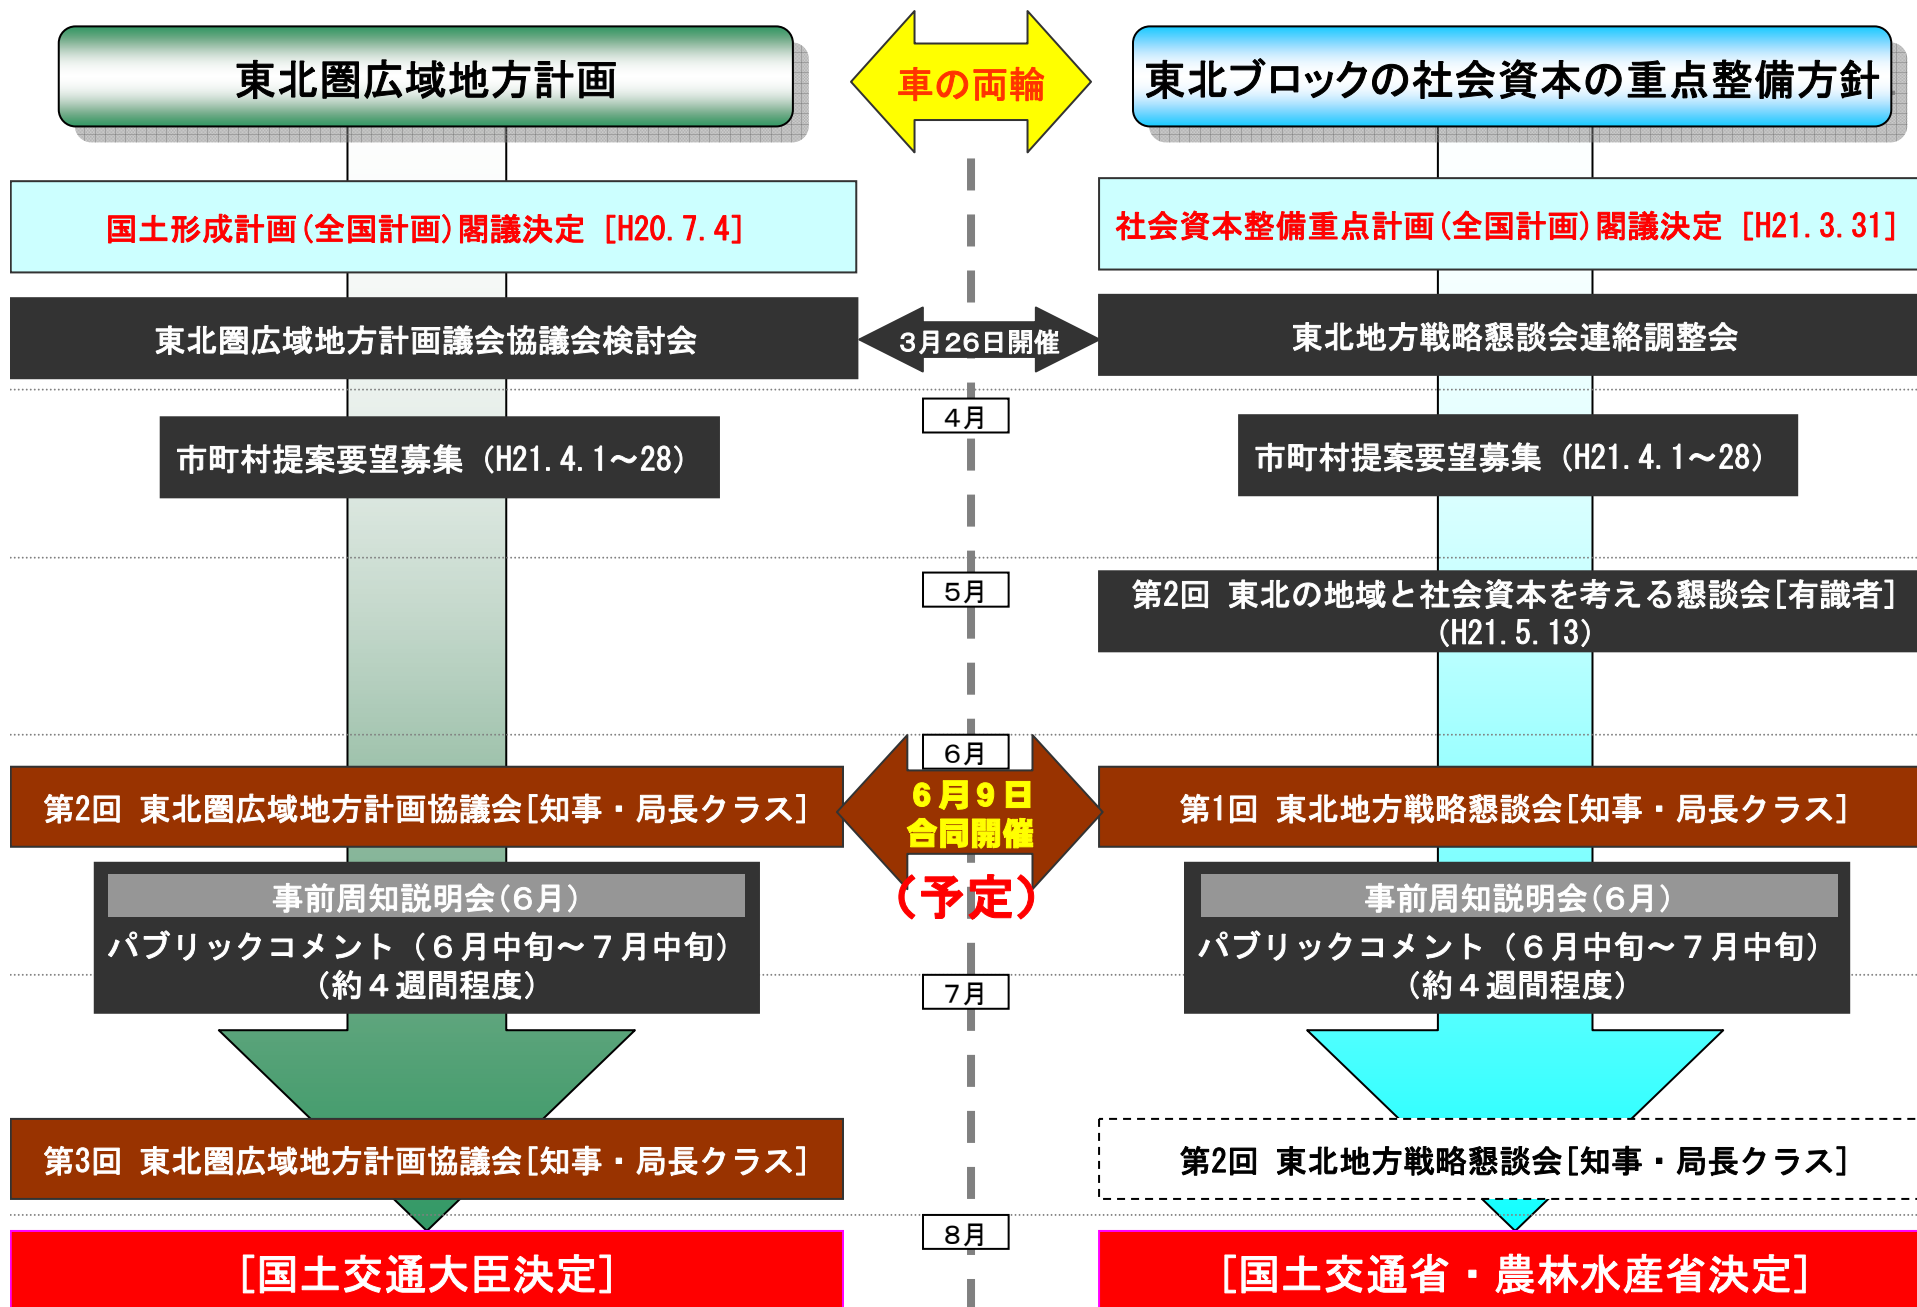 東北圏広域地方計画
車の両輪
東北ブロックの社会資本の重点整備方針
国土形成計画(全国計画)閣議決定 [H20.7.4]
社会資本整備重点計画(全国計画)閣議決定 [H21.3.31]
東北圏広域地方計画議会協議会検討会
3月26日開催
東北地方戦略懇談会連絡調整会
4月
市町村提案要望募集 (H21.4.1～28)
市町村提案要望募集 (H21.4.1～28)
5月
第2回 東北の地域と社会資本を考える懇談会[有識者]
(H21.5.13)
6月
第2回 東北圏広域地方計画協議会[知事・局長クラス]
6月9日
合同開催
(予定)
第1回 東北地方戦略懇談会[知事・局長クラス]
事前周知説明会(6月)
パブリックコメント（６月中旬～７月中旬）
(約４週間程度)
事前周知説明会(6月)
パブリックコメント（６月中旬～７月中旬）
(約４週間程度)
7月
第3回 東北圏広域地方計画協議会[知事・局長クラス]
第2回 東北地方戦略懇談会[知事・局長クラス]
8月
[国土交通大臣決定]
[国土交通省・農林水産省決定]